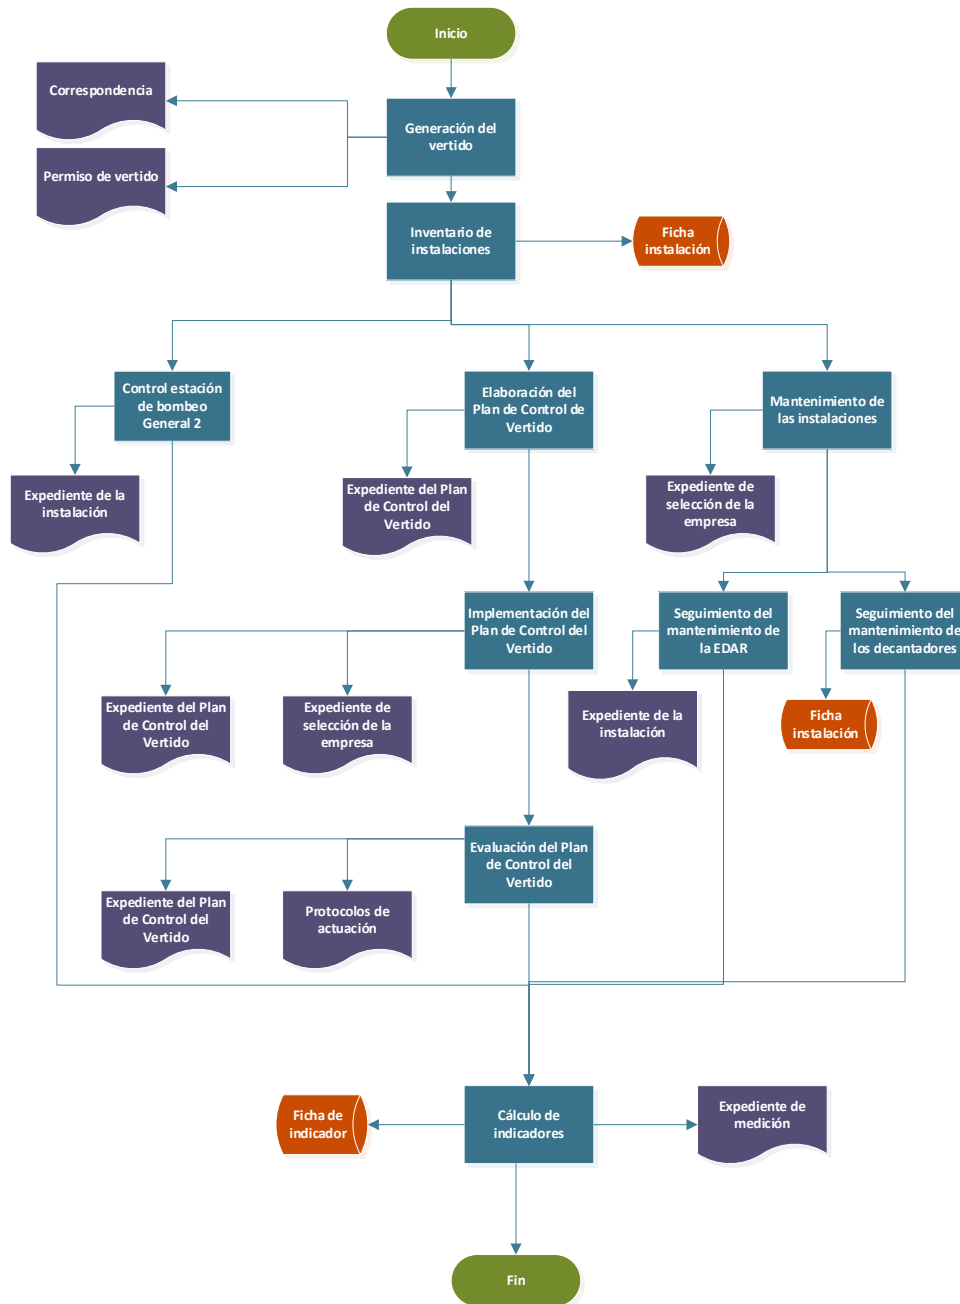 Inicio
Correspondencia
Generación del
vertido
Permiso de vertido
Inventario de
instalaciones
Ficha
instalación
Control estación
de bombeo
General 2
Elaboración del
Plan de Control de
Vertido
Mantenimiento de
las instalaciones
Expediente de la
instalación
Expediente del Plan
de Control del
Vertido
Expediente de
selección de la
empresa
Implementación del
Plan de Control del
Vertido
Seguimiento del
mantenimiento de
la EDAR
Seguimiento del
mantenimiento de
los decantadores
Expediente del Plan
de Control del
Vertido
Expediente de
selección de la
empresa
Expediente de la
instalación
Ficha
instalación
Evaluación del Plan
de Control del
Vertido
Expediente del Plan
de Control del
Vertido
Protocolos de
actuación
Ficha de
indicador
Cálculo de
indicadores
Expediente de
medición
Fin